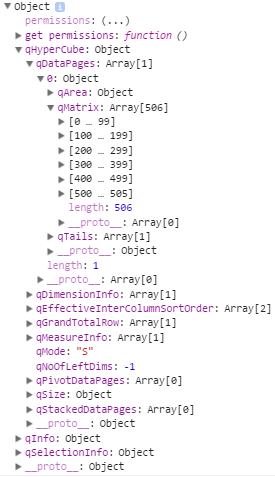 Object i
permissions: (...)
get permissions: function ()
qHyperCube: Object
qDataPages: Array[1]
0: Object
qArea: Object
qMatrix: Array[506]
[0 … 99]
[100 … 199]
[200 … 299]
[300 … 399]
[400 … 499]
[500 … 505]
length: 506
__proto__: Array[0]
qTails: Array[1]
__proto__: Object
length: 1
__proto__: Array[0]
qDimensionInfo: Array[1]
qEffectiveInterColumnSortOrder: Array[2]
qGrandTotalRow: Array[1]
qMeasureInfo: Array[1]
qMode: "S"
qNoOfLeftDims: -1
qPivotDataPages: Array[0]
qSize: Object
qStackedDataPages: Array[0]
__proto__: Object
qInfo: Object
qSelectionInfo: Object
__proto__: Object